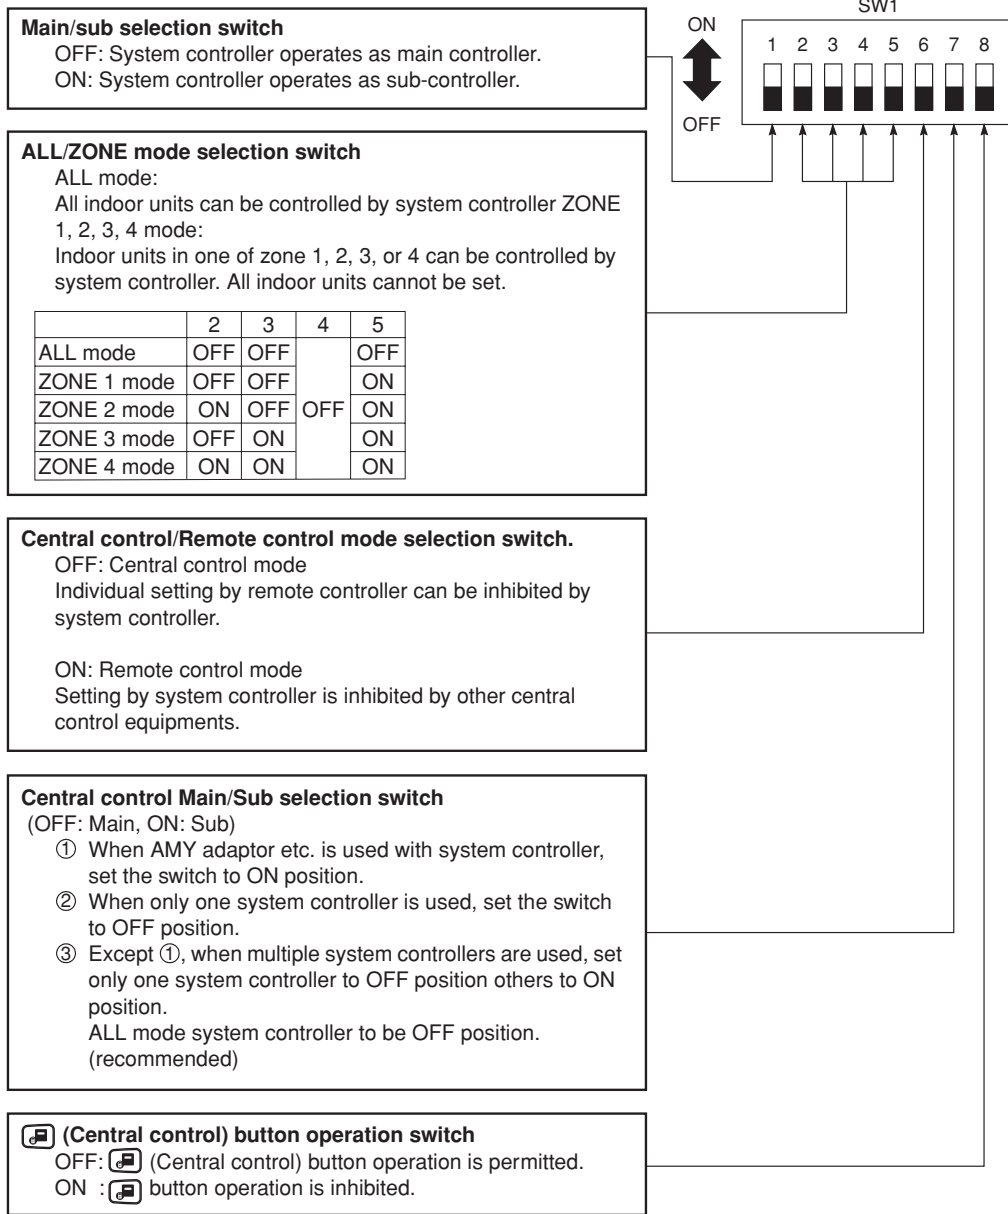 Main/sub selection switch
OFF: System controller operates as main controller.
ON: System controller operates as sub-controller.
ON
OFF
SW1
1 2 3 4 5 6 7 8
ALL/ZONE mode selection switch
ALL mode:
All indoor units can be controlled by system controller ZONE
1, 2, 3, 4 mode:
Indoor units in one of zone 1, 2, 3, or 4 can be controlled by
system controller. All indoor units cannot be set.
2 3 4 5
ALL mode OFF OFF OFF
ZONE 1 mode OFF OFF ON
ZONE 2 mode ON OFF OFF ON
ZONE 3 mode OFF ON ON
ZONE 4 mode ON ON ON
Central control/Remote control mode selection switch.
OFF: Central control mode
Individual setting by remote controller can be inhibited by
system controller.
ON: Remote control mode
Setting by system controller is inhibited by other central
control equipments.
Central control Main/Sub selection switch
(OFF: Main, ON: Sub)
① When AMY adaptor etc. is used with system controller,
set the switch to ON position.
② When only one system controller is used, set the switch
to OFF position.
③ Except ①, when multiple system controllers are used, set
only one system controller to OFF position others to ON
position.
ALL mode system controller to be OFF position.
(recommended)
(Central control) button operation switch
OFF: (Central control) button operation is permitted.
ON : button operation is inhibited.